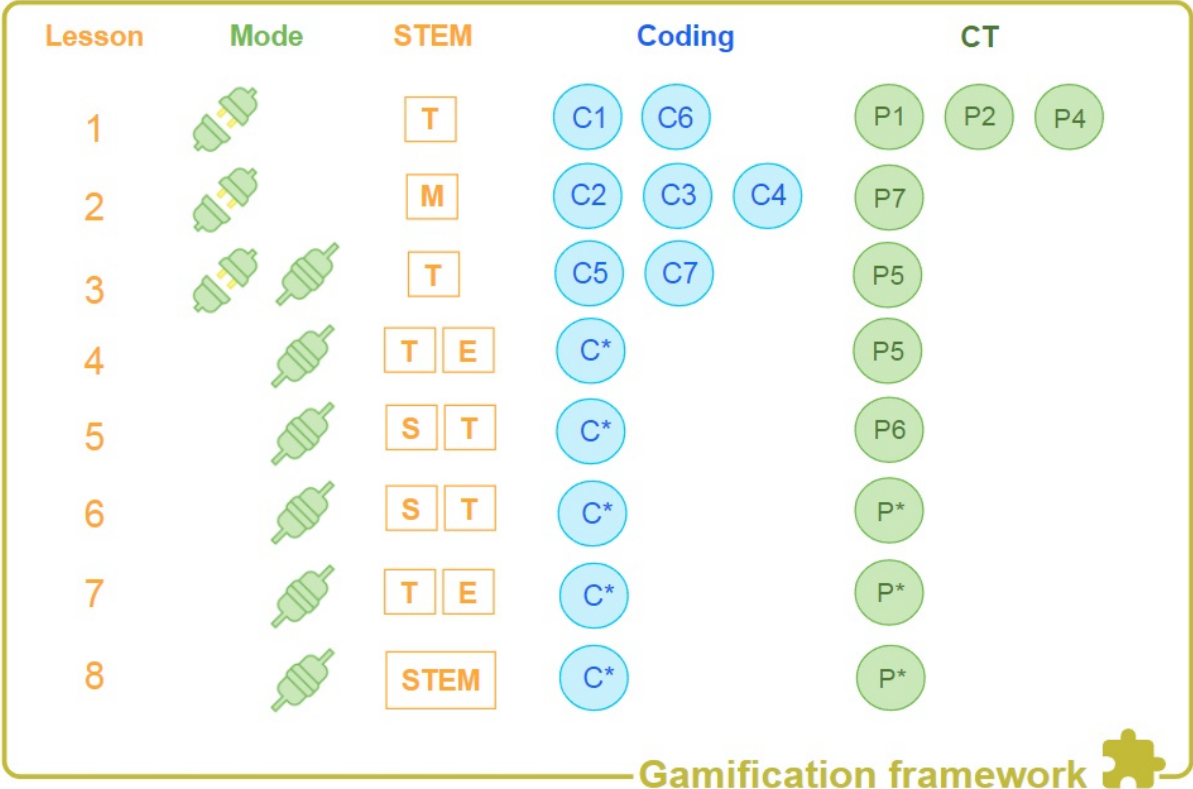 Lesson Mode STEM Coding CT
1 T C1 C6 P1 P2 P4
2 M C2 C3 C4 P7
3 T C5 C7 P5
4 T E C* P5
5 S T C* P6
6 S T C* P*
7 T E C* P*
8 STEM C* P*
Gamification framework